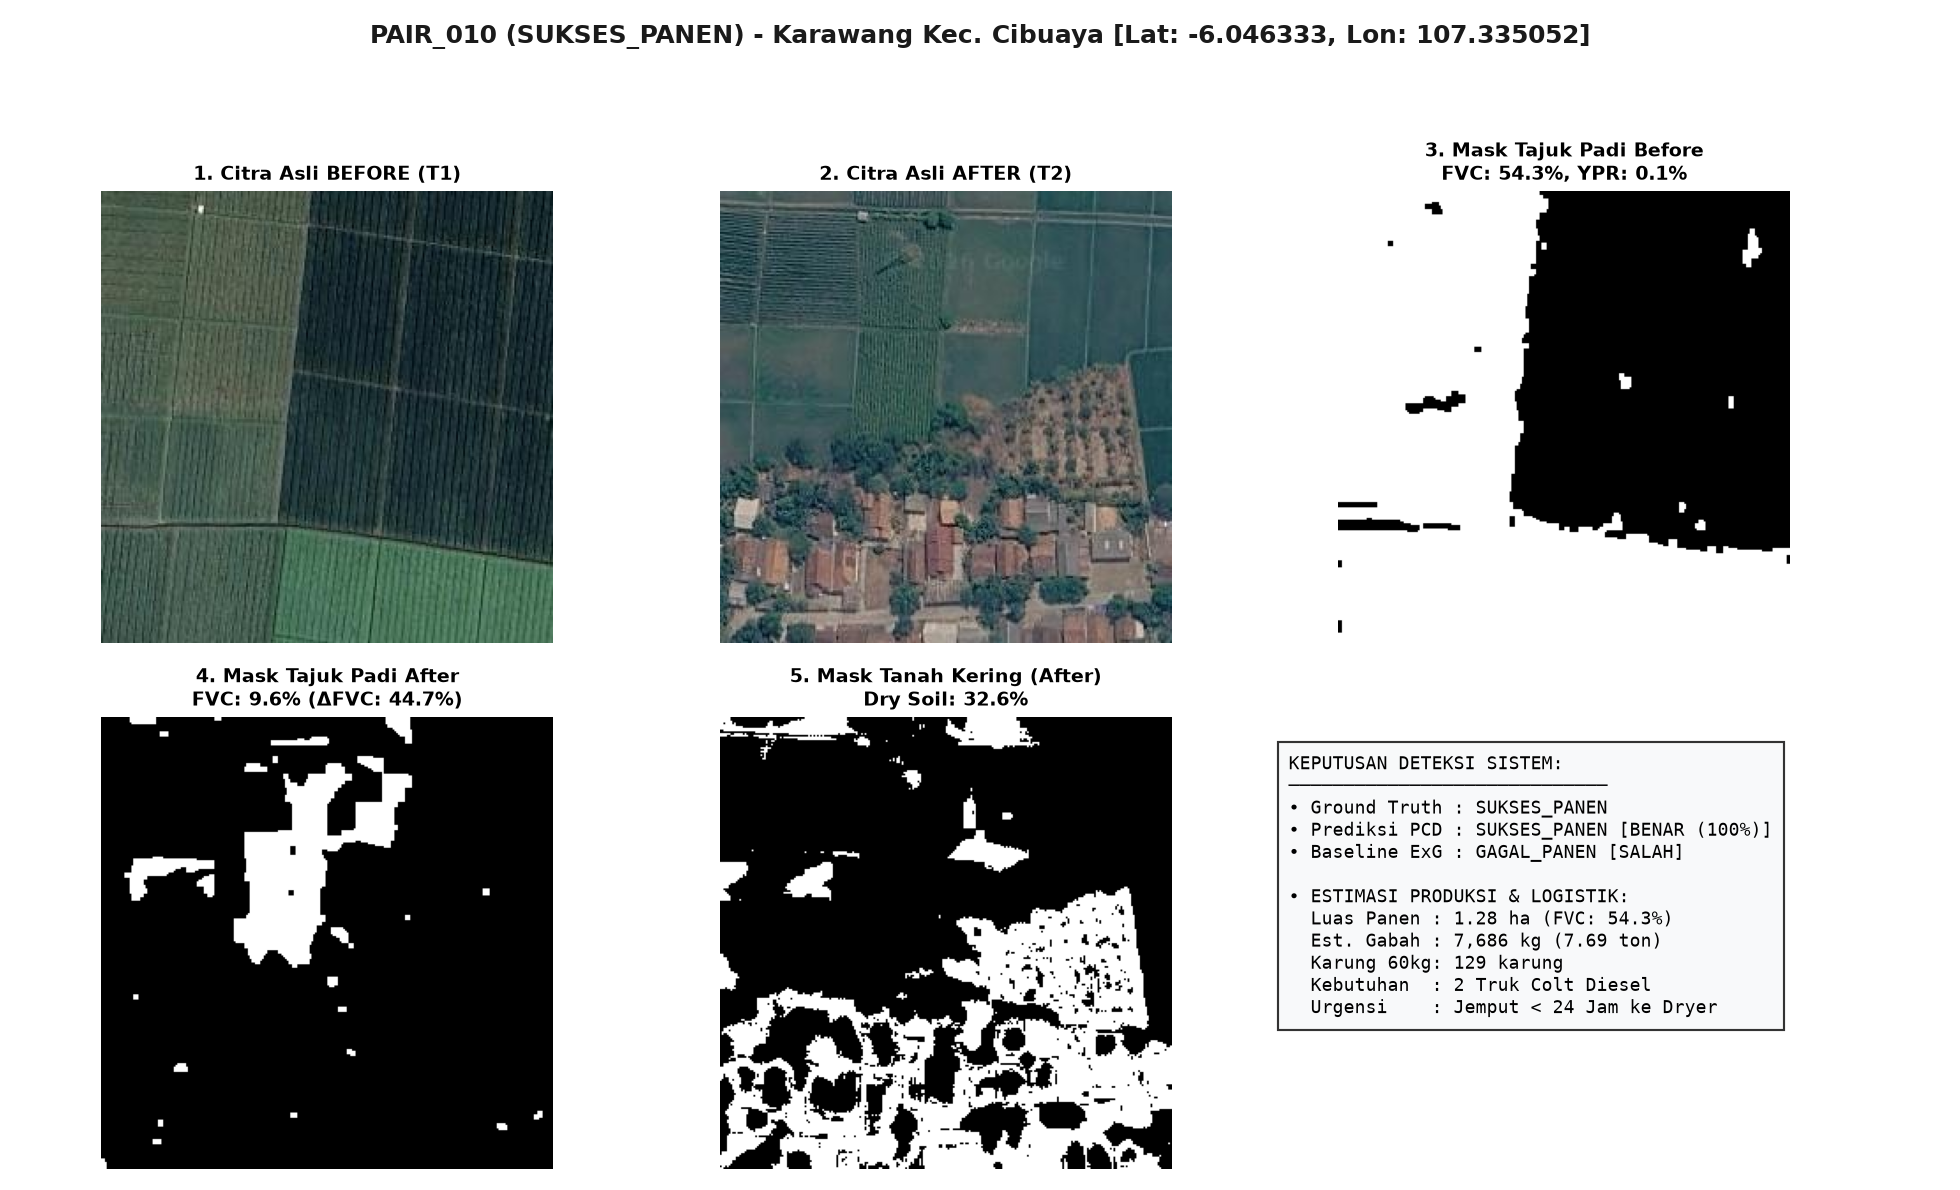 PAIR_010 (SUKSES_PANEN) - Karawang Kec. Cibuaya [Lat: -6.046333, Lon: 107.335052]
1. Citra Asli BEFORE (T1)
2. Citra Asli AFTER (T2)
3. Mask Tajuk Padi Before
FVC: 54.3%, YPR: 0.1%
Google
4. Mask Tajuk Padi After
FVC: 9.6% (ΔFVC: 44.7%)
5. Mask Tanah Kering (After)
Dry Soil: 32.6%
KEPUTUSAN DETEKSI SISTEM:
• Ground Truth : SUKSES_PANEN
• Prediksi PCD : SUKSES_PANEN [BENAR (100%)]
• Baseline ExG : GAGAL_PANEN [SALAH]
• ESTIMASI PRODUKSI & LOGISTIK:
Luas Panen : 1.28 ha (FVC: 54.3%)
Est. Gabah : 7,686 kg (7.69 ton)
Karung 60kg: 129 karung
Kebutuhan : 2 Truk Colt Diesel
Urgensi : Jemput < 24 Jam ke Dryer